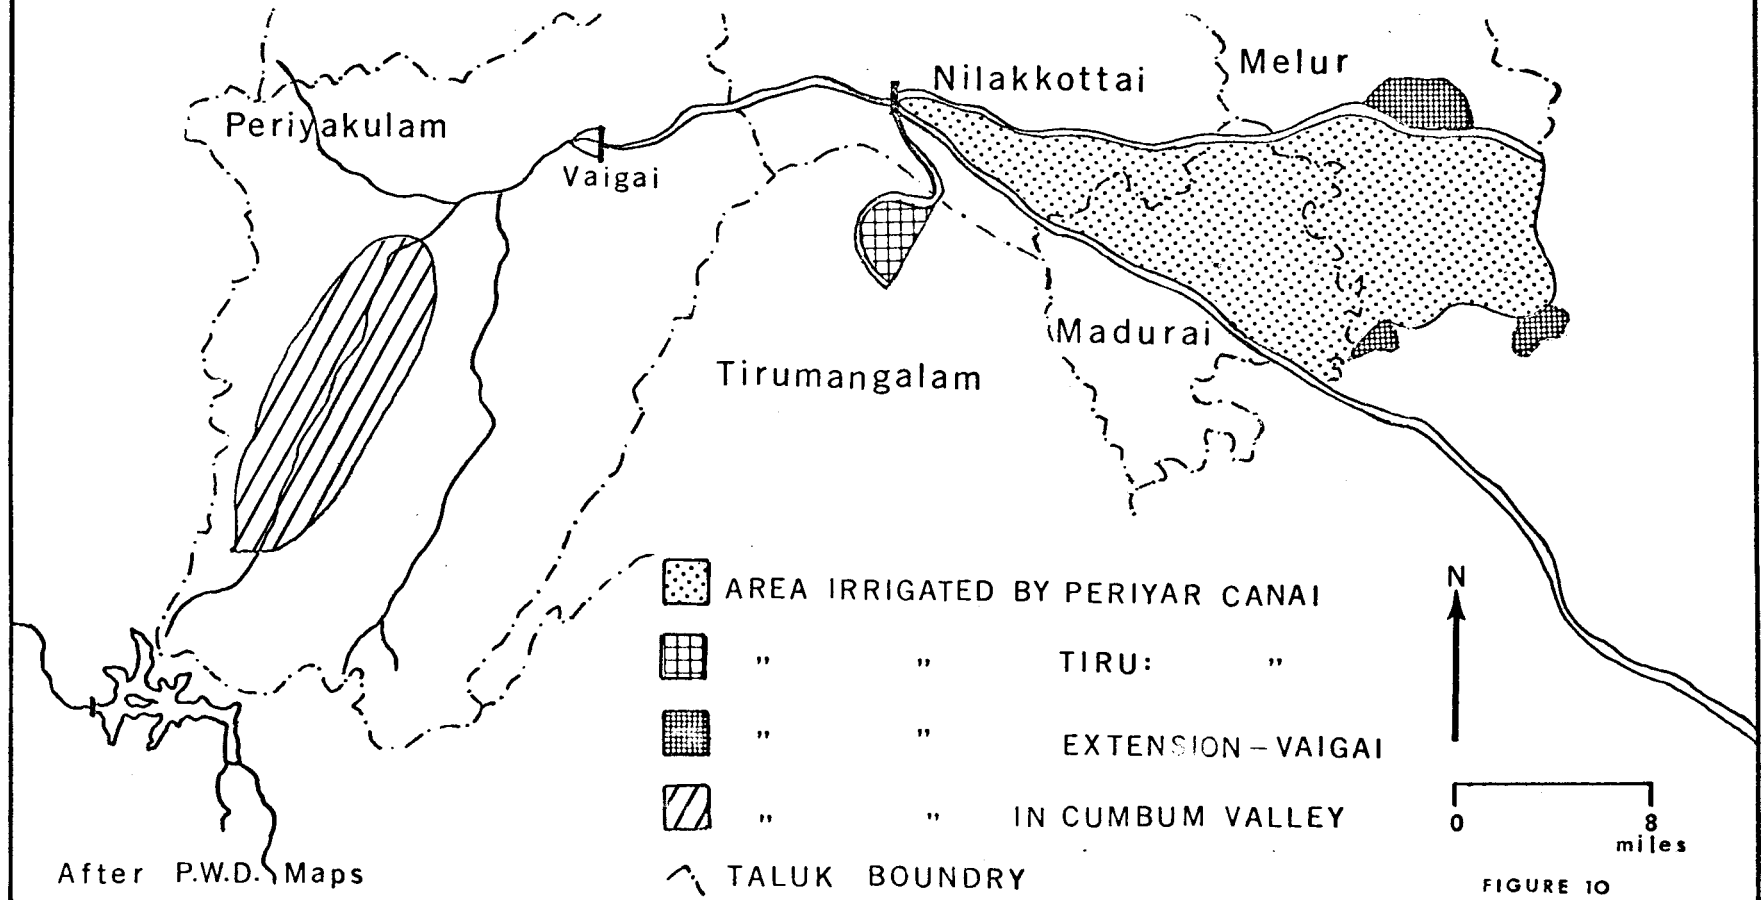 Nilakkottai
Melur
Periyakulam
Vaigai
Madurai
Tirumangalam
AREA IRRIGATED BY PERIYAR CANAI
" " TIRU: "
" " EXTENSION–VAIGAI
" " IN CUMBUM VALLEY
TALUK BOUNDRY
N
0 8
miles
After P.W.D. Maps
FIGURE 10